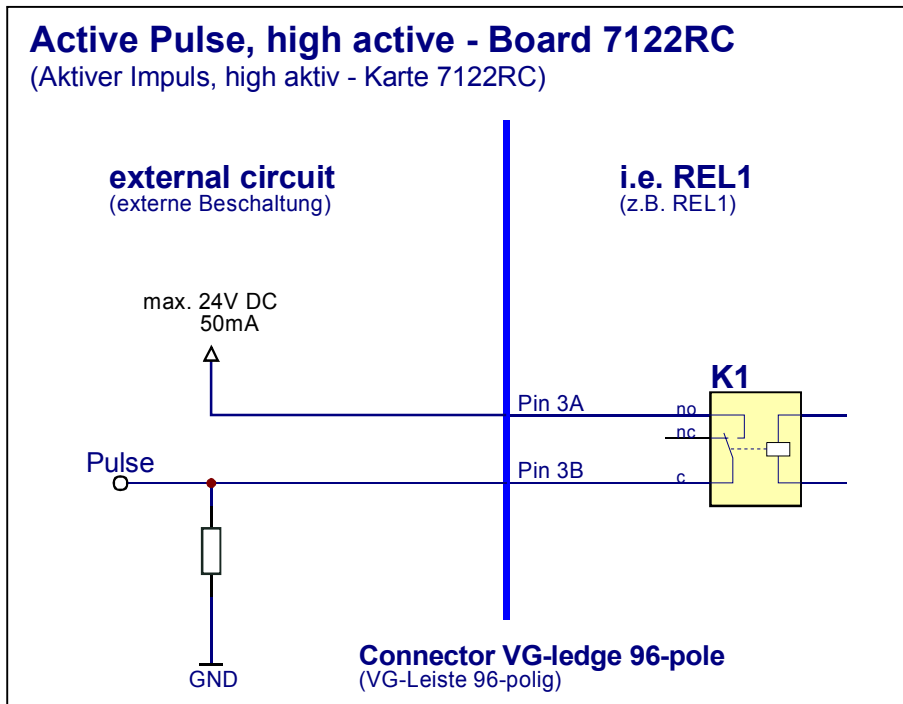 Active Pulse, high active - Board 7122RC
(Aktiver Impuls, high aktiv - Karte 7122RC)
external circuit
(externe Beschaltung)
i.e. REL1
(z.B. REL1)
max. 24V DC
50mA
K1
Pin 3A
no
nc
Pulse
Pin 3B
c
GND
Connector VG-ledge 96-pole
(VG-Leiste 96-polig)